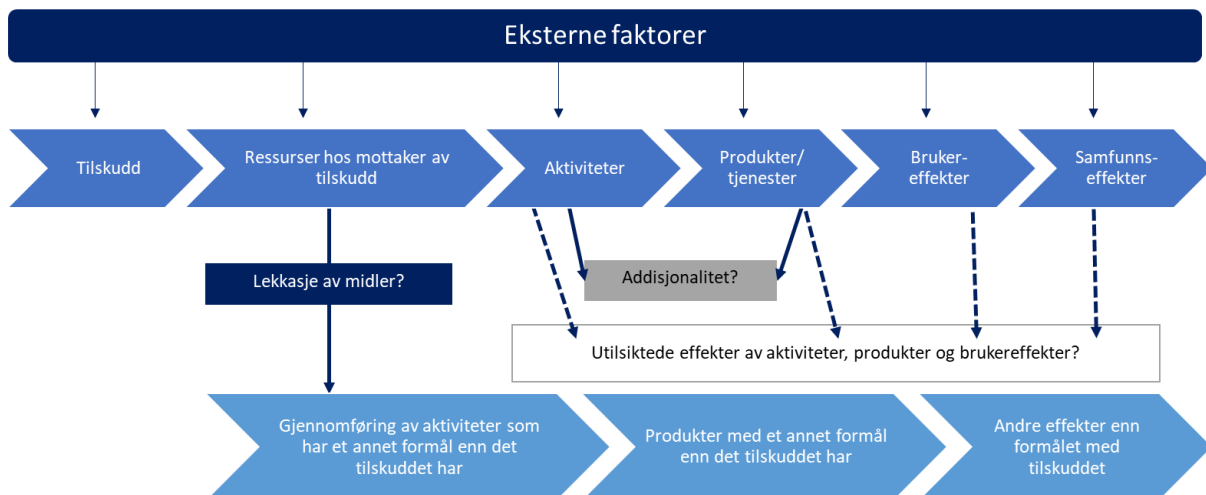 Eksterne faktorer
Tilskudd
Ressurser hos mottaker av
tilskudd
Aktiviteter
Produkter/
tjenester
Bruker-
effekter
Samfunns-
effekter
Lekkasje av midler?
Addisjonalitet?
Utilsiktede effekter av aktiviteter, produkter og brukereffekter?
Gjennomføring av aktiviteter som
har et annet formål enn det
tilskuddet har
Produkter med et annet formål
enn det tilskuddet har
Andre effekter enn
formålet med
tilskuddet